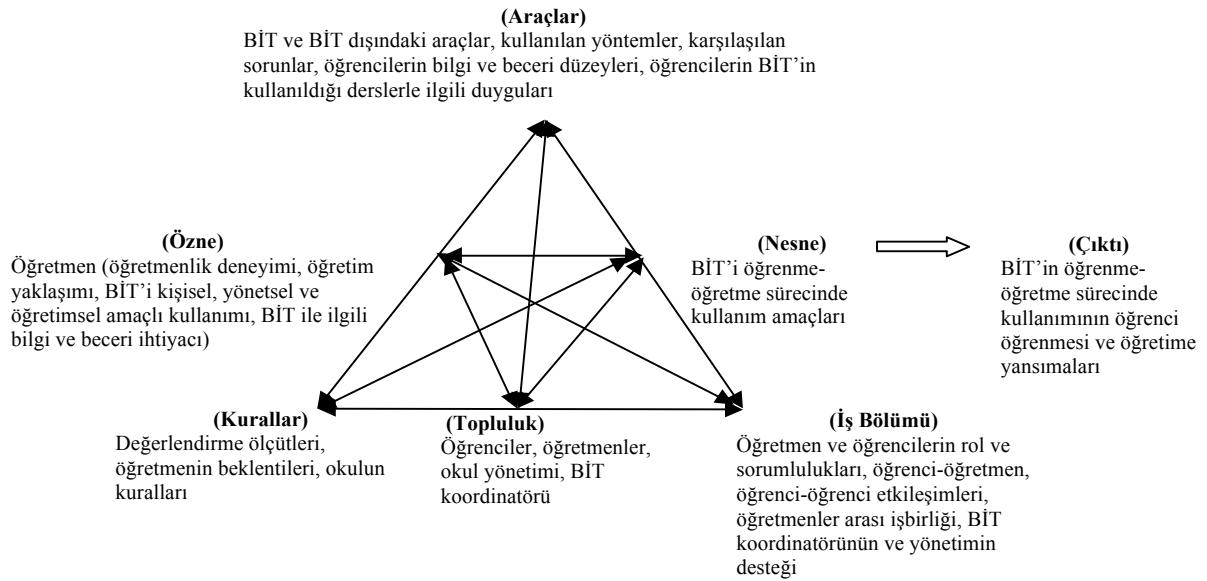 (Araçlar)
BİT ve BİT dışındaki araçlar, kullanılan yöntemler, karşılaşılan
sorunlar, öğrencilerin bilgi ve beceri düzeyleri, öğrencilerin BİT’in
kullanıldığı derslerle ilgili duyguları
(Özne)
Öğretmen (öğretmenlik deneyimi, öğretim
yaklaşımı, BİT’i kişisel, yönetsel ve
öğretimsel amaçlı kullanımı, BİT ile ilgili
bilgi ve beceri ihtiyacı)
(Nesne)
BİT’i öğrenme-
öğretme sürecinde
kullanım amaçları
(Çıktı)
BİT’in öğrenme-
öğretme sürecinde
kullanımının öğrenci
öğrenmesi ve öğretime
yansımaları
(Kurallar)
Değerlendirme ölçütleri,
öğretmenin beklentileri, okulun
kuralları
(Topluluk)
Öğrenciler, öğretmenler,
okul yönetimi, BİT
koordinatörü
(İş Bölümü)
Öğretmen ve öğrencilerin rol ve
sorumlulukları, öğrenci-öğretmen,
öğrenci-öğrenci etkileşimleri,
öğretmenler arası işbirliği, BİT
koordinatörünün ve yönetimin
desteği